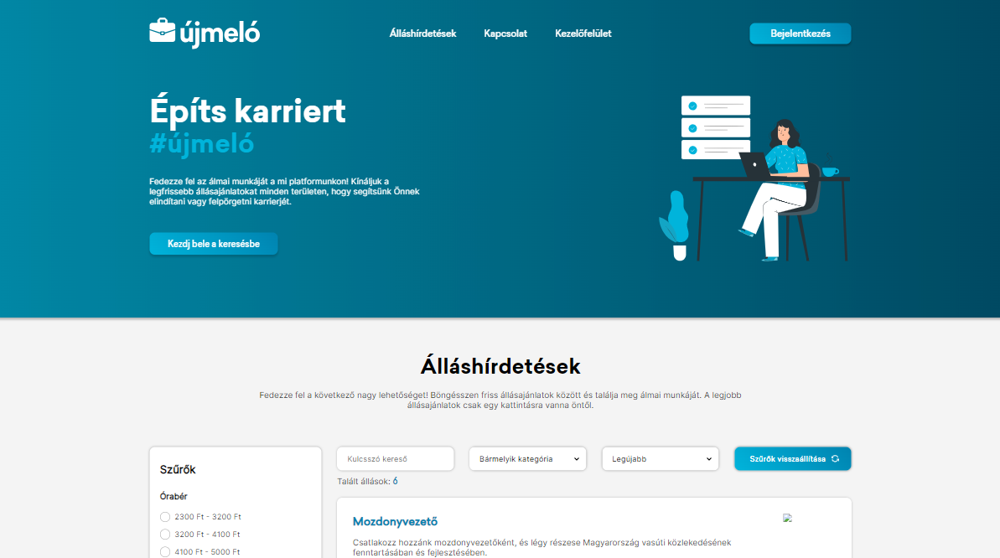 újmeló
Álláshírdetések
Kapcsolat
Kezelőfelület
Bejelentkezés
Építs karriert
#újmeló
Fedezze fel az álmai munkáját a mi platformunkon! Kínáljuk a
legfrissebb állásajánlatokat minden területen, hogy segítsünk Önnek
elindítani vagy felpörgetni karrierjét.
Kezdj bele a keresésbe
Álláshírdetések
Fedezze fel a következő nagy lehetőséget! Böngésszen friss állásajánlatok között és találja meg álmai munkáját. A legjobb
állásajánlatok csak egy kattintásra vanna öntől.
Szűrők
Órabér
2300 Ft - 3200 Ft
3200 Ft - 4100 Ft
4100 Ft - 5000 Ft
Kulcsszó kereső
Bármelyik kategória
Legújabb
Szűrők visszaállítása
Talált állások: 6
Mozdonyvezető
Csatlakozz hozzánk mozdonyvezetőként, és légy részese Magyarország vasúti közlekedésének
fenntartásában és fejlesztésében.